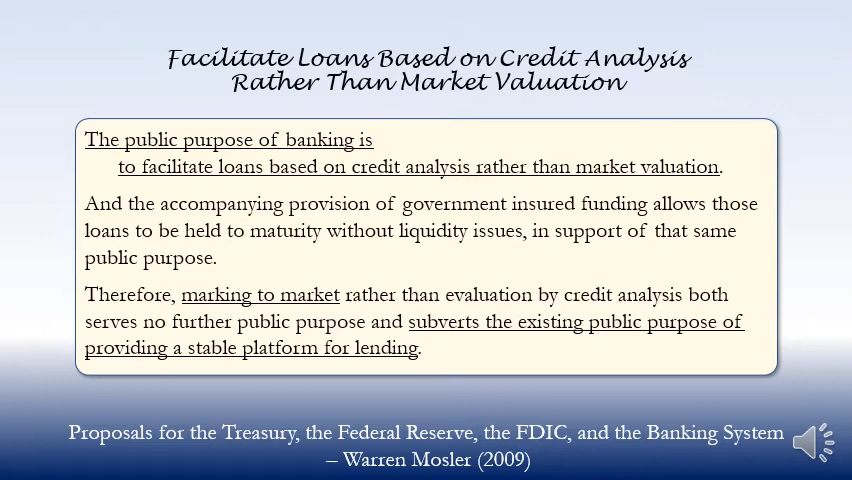 Facilitate Loans Based on Credit Analysis
Rather Than Market Valuation
The public purpose of banking is
to facilitate loans based on credit analysis rather than market valuation.
And the accompanying provision of government insured funding allows those
loans to be held to maturity without liquidity issues, in support of that same
public purpose.
Therefore, marking to market rather than evaluation by credit analysis both
serves no further public purpose and subverts the existing public purpose of
providing a stable platform for lending.
Proposals for the Treasury, the Federal Reserve, the FDIC, and the Banking System
– Warren Mosler (2009)